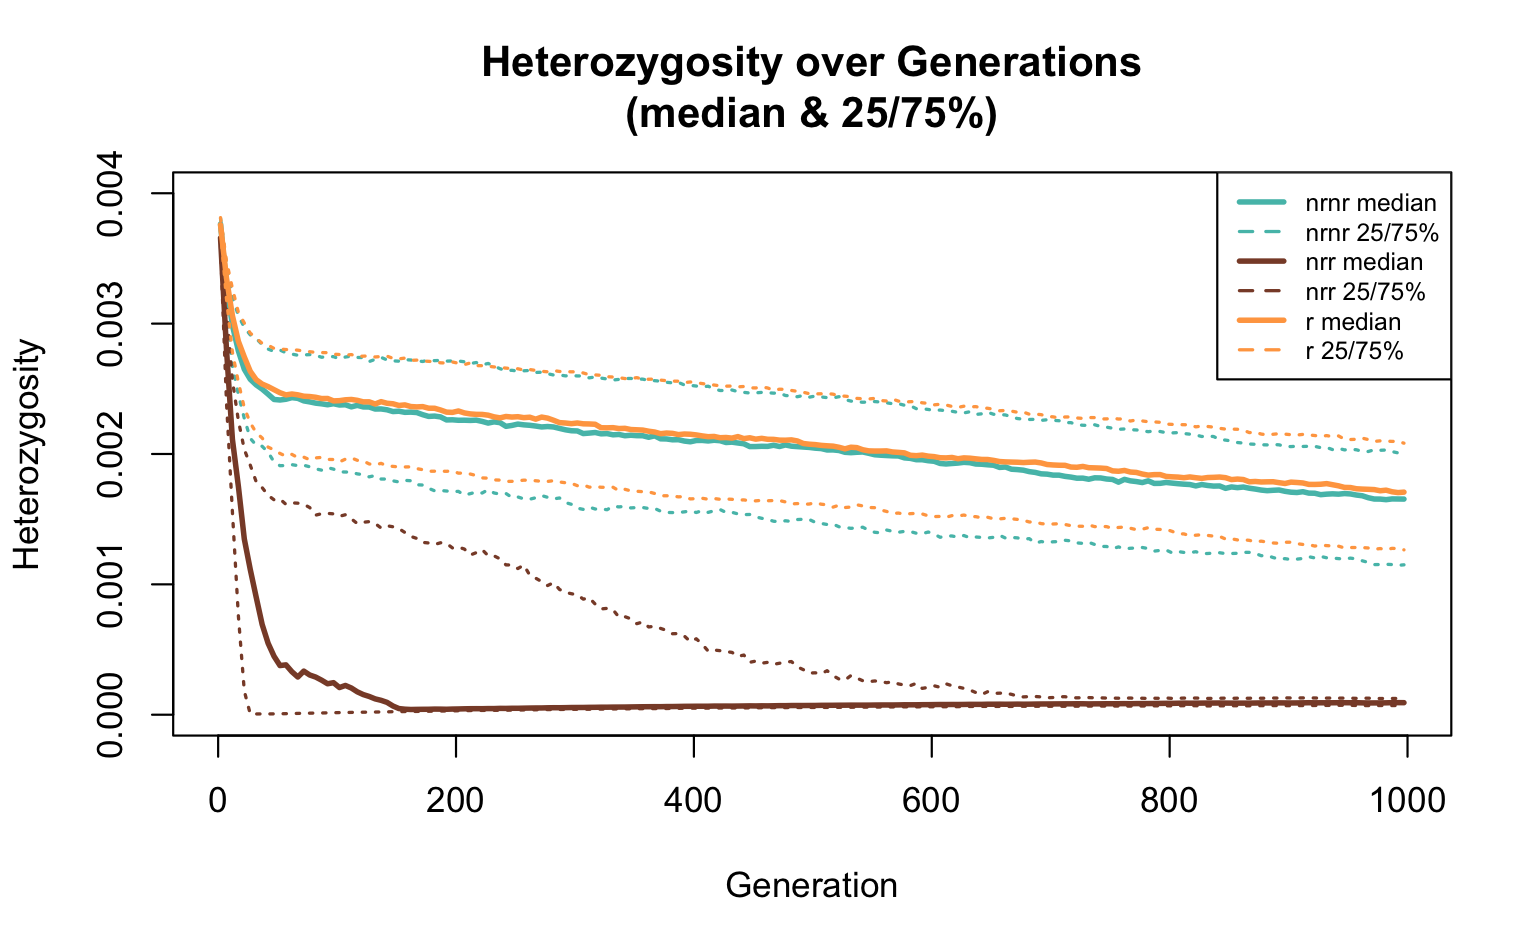 Heterozygosity over Generations
(median & 25/75%)
Heterozygosity
0.004
0.003
0.002
0.001
0.000
nrnr median
nrnr 25/75%
nrr median
nrr 25/75%
r median
r 25/75%
0 200 400 600 800 1000
Generation